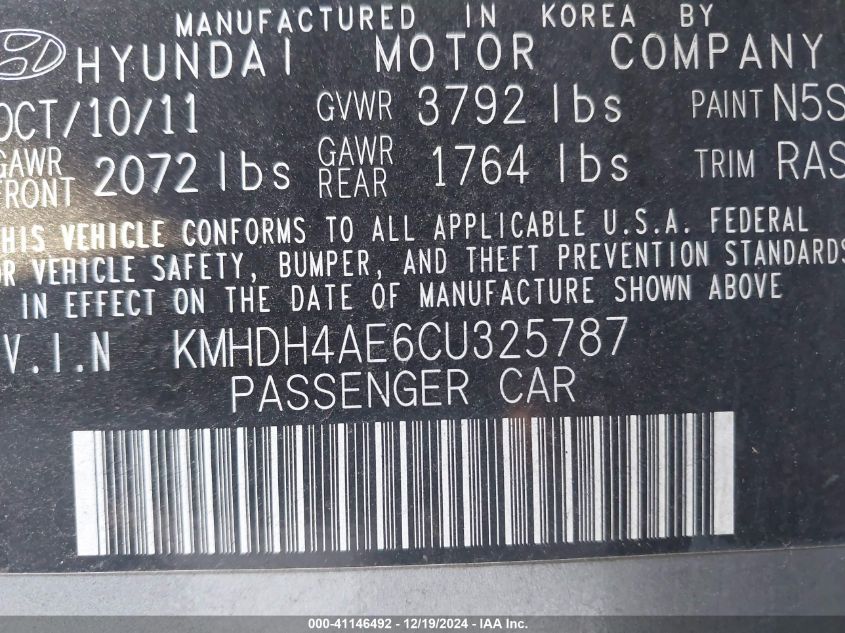 MANUFACTURED IN KOREA BY
HYUNDAI MOTOR COMPANY
OCT/10/11 GVWR 3792 lbs PAINT N5S
GAWR FRONT 2072 lbs GAWR REAR 1764 lbs TRIM RAS
THIS VEHICLE CONFORMS TO ALL APPLICABLE U.S.A. FEDERAL
OR VEHICLE SAFETY, BUMPER, AND THEFT PREVENTION STANDARDS
IN EFFECT ON THE DATE OF MANUFACTURE SHOWN ABOVE
V.I.N KMHDH4AE6CU325787
PASSENGER CAR
000-41146492 - 12/19/2024 - IAA Inc.